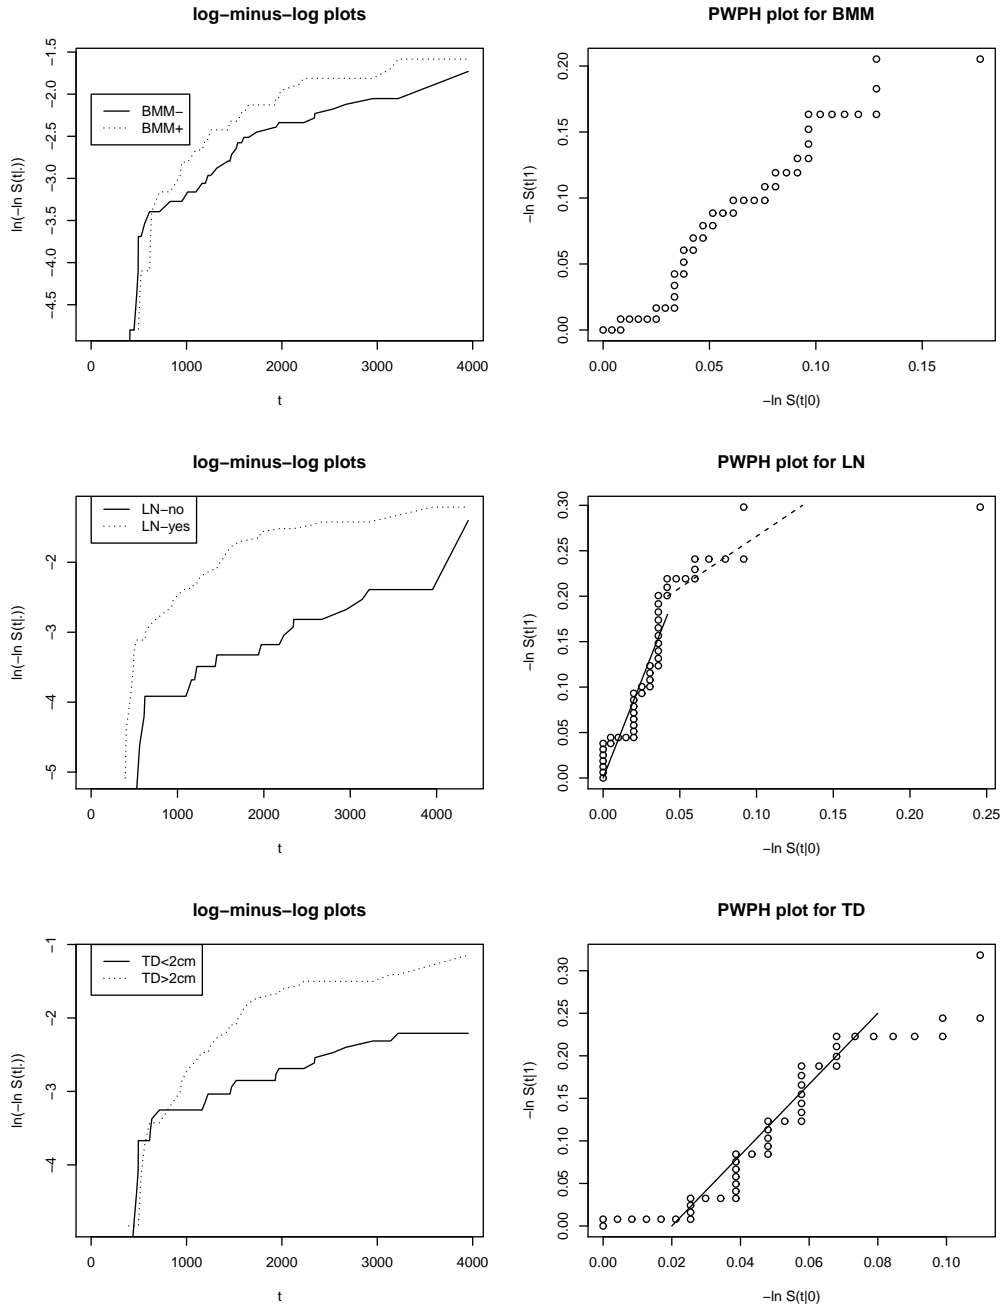 log−minus−log plots
ln(−ln S(t|.))
−1.5
−2.0
−2.5
−3.0
−3.5
−4.0
−4.5
BMM−
BMM+
0 1000 2000 3000 4000
t
PWPH plot for BMM
−ln S(t|1)
0.20
0.15
0.10
0.05
0.00
0.00 0.05 0.10 0.15
−ln S(t|0)
log−minus−log plots
ln(−ln S(t|.))
−2
−3
−4
−5
LN−no
LN−yes
0 1000 2000 3000 4000
t
PWPH plot for LN
−ln S(t|1)
0.30
0.25
0.20
0.15
0.10
0.05
0.00
0.00 0.05 0.10 0.15 0.20 0.25
−ln S(t|0)
log−minus−log plots
ln(−ln S(t|.))
−1
−2
−3
−4
TD<2cm
TD>2cm
0 1000 2000 3000 4000
t
PWPH plot for TD
−ln S(t|1)
0.30
0.25
0.20
0.15
0.10
0.05
0.00
0.00 0.02 0.04 0.06 0.08 0.10
−ln S(t|0)